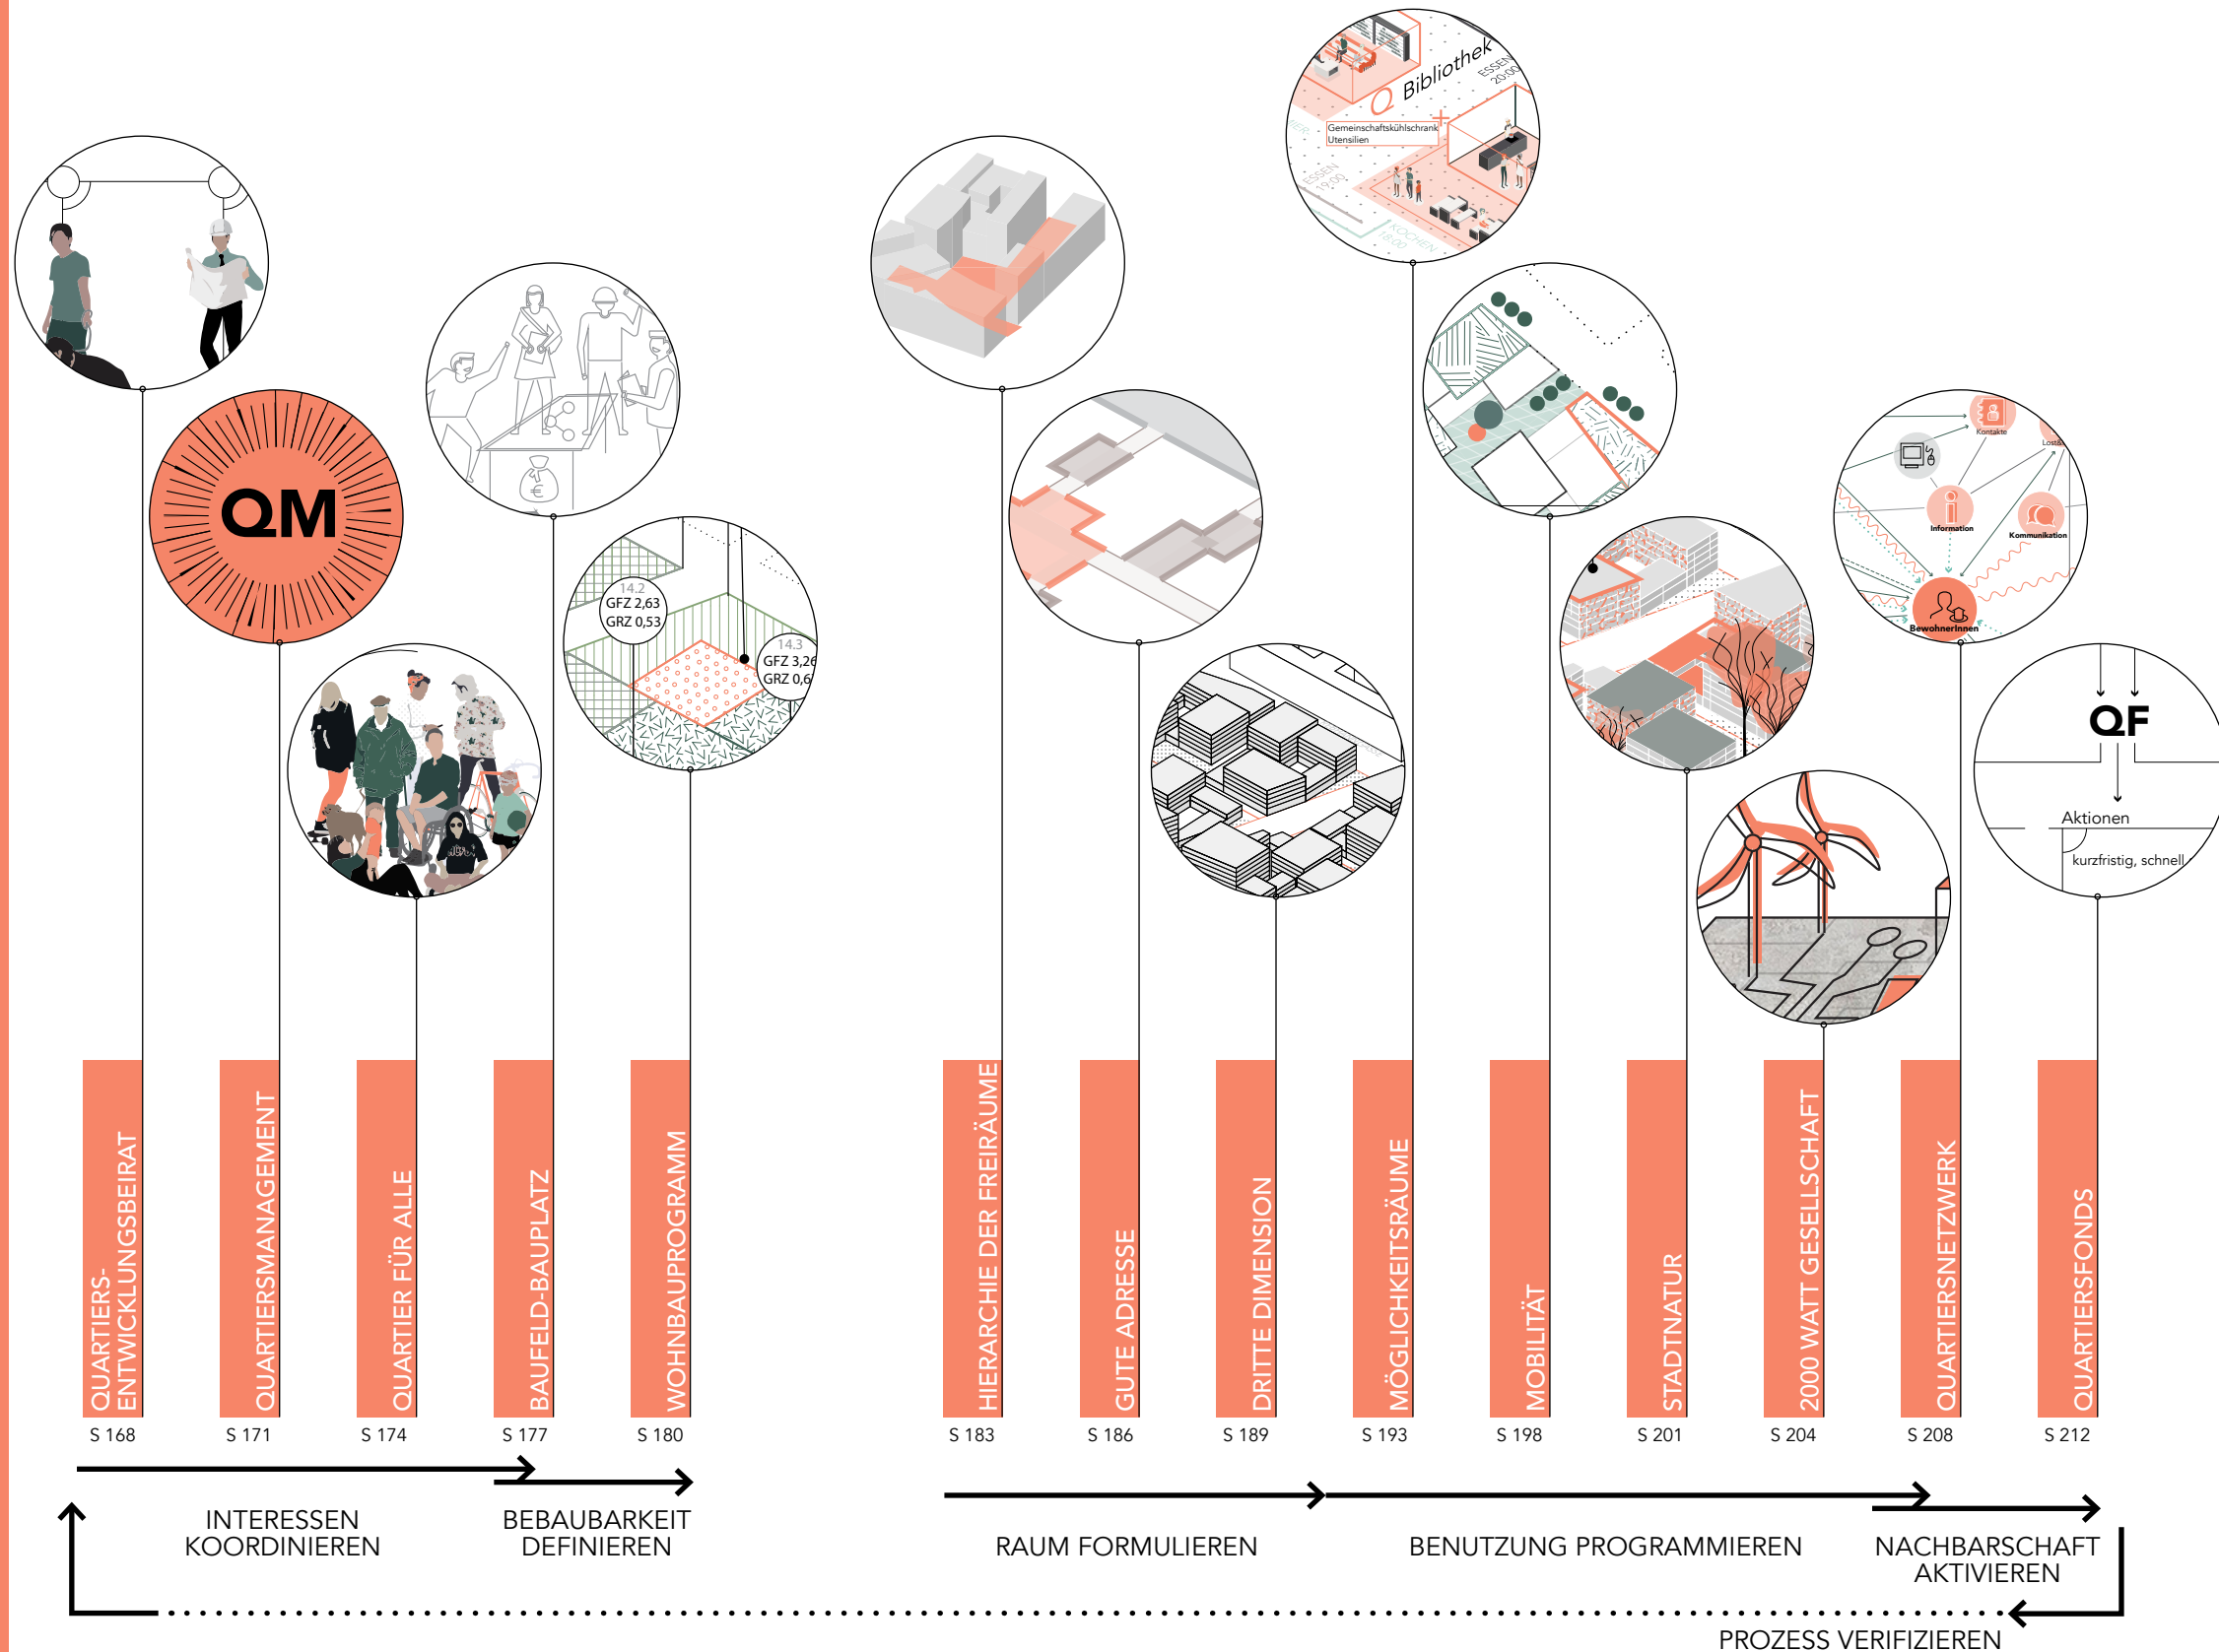 Q Bibliothek
ESSEN
20:00
Gemeinschaftskühlschrank
Utensilien
ESSEN
19:00
KOCHEN
18:00
QM
14.2
GFZ 2,63
GRZ 0,53
14.3
GFZ 3,26
GRZ 0,6
Kontakte
Information
Kommunikation
BewohnerInnen
QF
Aktionen
kurzfristig, schnell
QUARTIERS-
ENTWICKLUNGSBEIRAT
QUARTIERSMANAGEMENT
QUARTIER FÜR ALLE
BAUFELD-BAUPLATZ
WOHNBAUPROGRAMM
HIERARCHIE DER FREIRÄUME
GUTE ADRESSE
DRITTE DIMENSION
MÖGLICHKEITSRÄUME
MOBILITÄT
STADTNATUR
2000 WATT GESELLSCHAFT
QUARTIERSNETZWERK
QUARTIERSFONDS
S 168
S 171
S 174
S 177
S 180
S 183
S 186
S 189
S 193
S 198
S 201
S 204
S 208
S 212
INTERESSEN
KOORDINIEREN
BEBAUBARKEIT
DEFINIEREN
RAUM FORMULIEREN
BENUTZUNG PROGRAMMIEREN
NACHBARSCHAFT
AKTIVIEREN
PROZESS VERIFIZIEREN